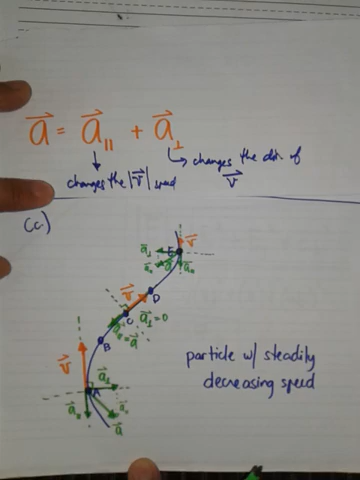 a⃗ = a⃗∥ + a⃗⊥
changes the |v⃗| speed
changes the dir. of
v⃗
(c)
E v⃗
a⃗⊥
a⃗ a⃗∥
v⃗ D
C a⃗⊥ = 0
a⃗∥ = a⃗
B
v⃗
A a⃗⊥
a⃗∥
a⃗
particle w/ steadily
decreasing speed